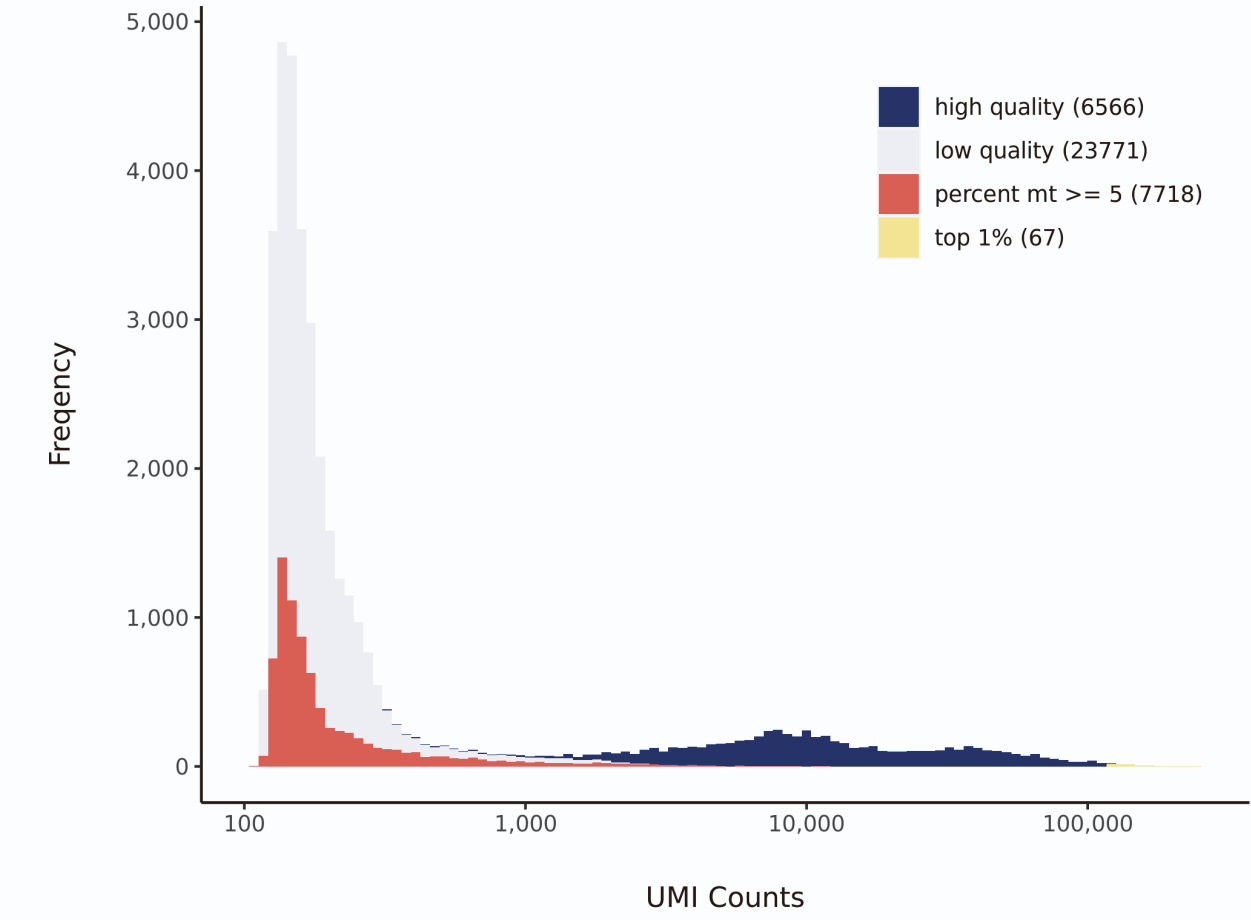 5,000
4,000
3,000
2,000
1,000
0
Freqency
high quality (6566)
low quality (23771)
percent mt >= 5 (7718)
top 1% (67)
100
1,000
10,000
100,000
UMI Counts